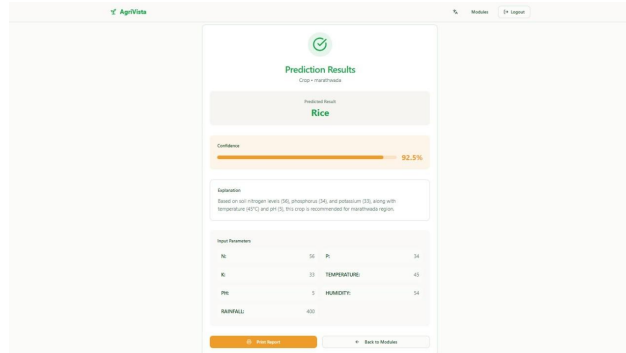 AgriVista
Modules
Logout
Prediction Results
Crop • marathwada
Predicted Result
Rice
Confidence
92.5%
Explanation
Based on soil nitrogen levels (56), phosphorus (34), and potassium (33), along with
temperature (43°C) and pH (5), this crop is recommended for marathwada region.
Input Parameters
N: 56 P: 34
K: 33 TEMPERATURE: 43
PH: 5 HUMIDITY: 54
RAINFALL: 400
Print Report
Back to Modules